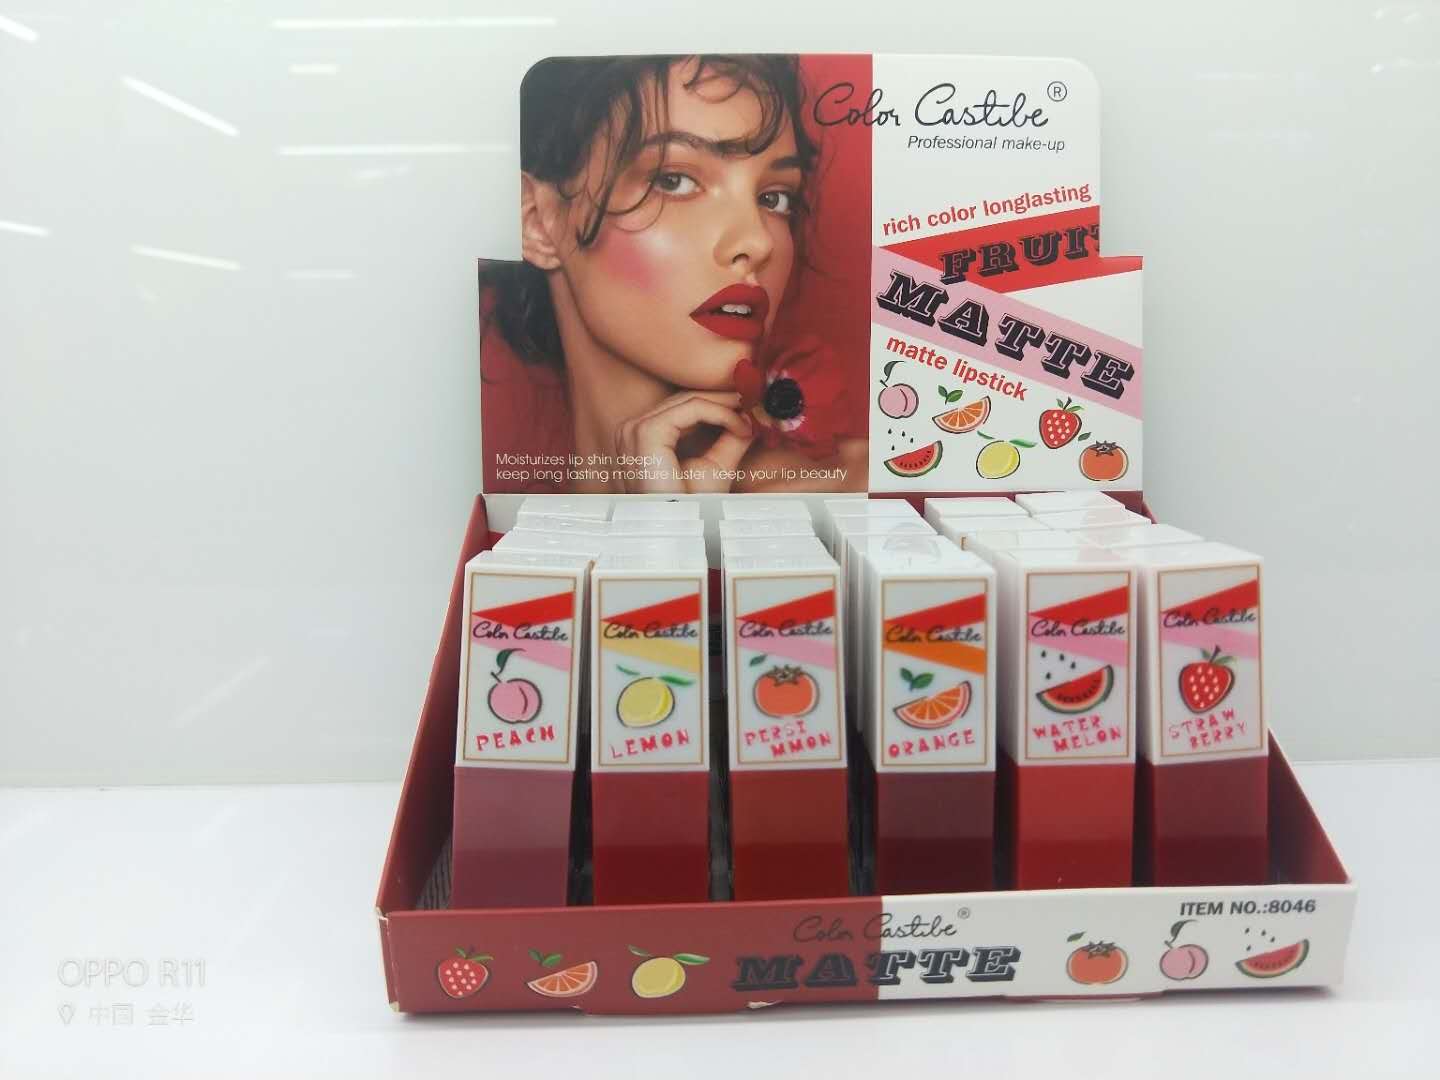 Color Castibe®
Professional make-up
rich color longlasting
FRUIT
MATTE
matte lipstick
Moisturizes lip shin deeply
keep long lasting moisture luster keep your lip beauty
Color Castibe
PEACH
Color Castibe
LEMON
Color Castibe
PERSI
MMON
Color Castibe
ORANGE
Color Castibe
WATER
MELON
Color Castibe
STRAW
BERRY
ITEM NO.:8046
Color Castibe®
MATTE
OPPO R11
中国 金华